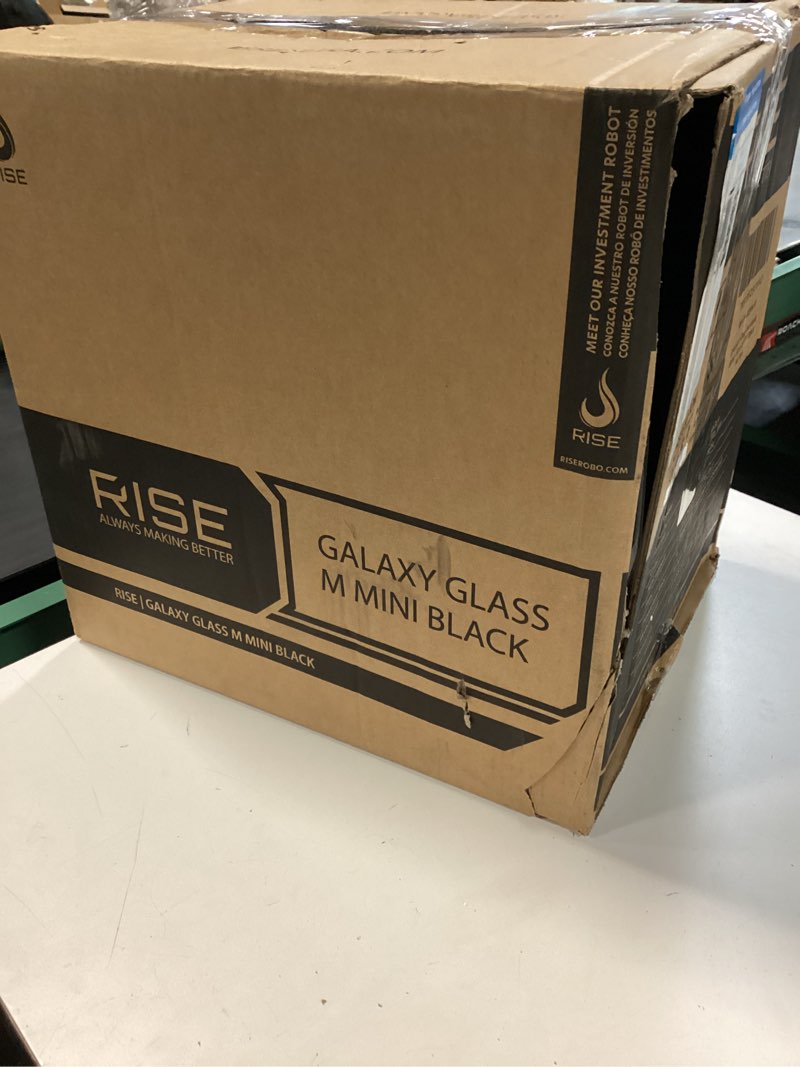 MEET OUR INVESTMENT ROBOT
CONOZCA A NUESTRO ROBOT DE INVERSIÓN
CONHEÇA NOSSO ROBÔ DE INVESTIMENTOS
RISE
RISEROBO.COM
RISE
ALWAYS MAKING BETTER
GALAXY GLASS
M MINI BLACK
RISE | GALAXY GLASS M MINI BLACK